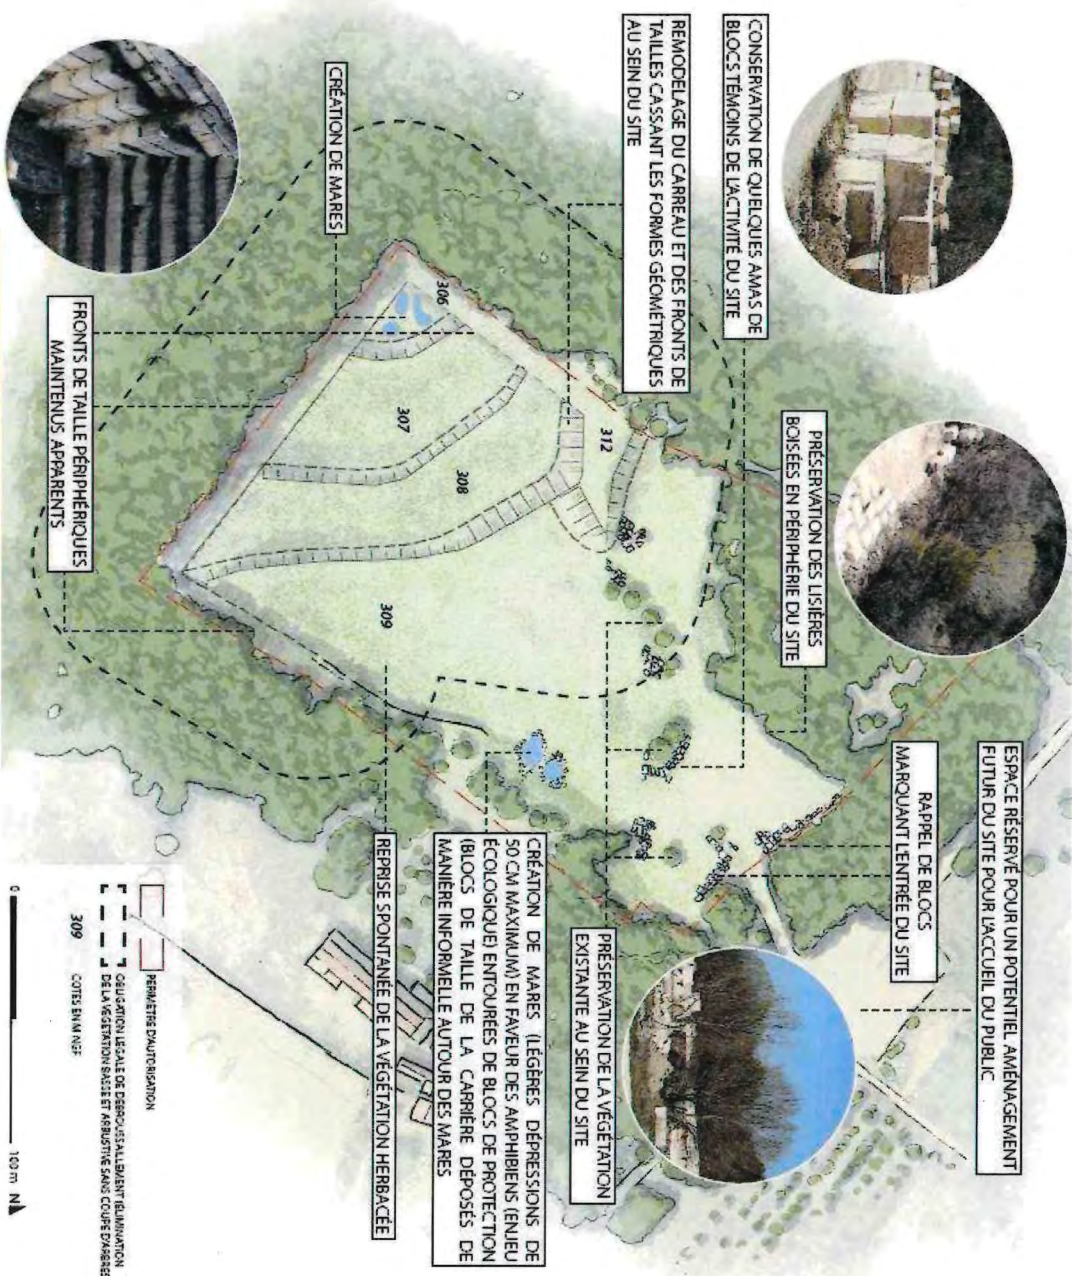 CONSERVATION DE QUELQUES AMAS DE
BLOCS TÉMOINS DE L'ACTIVITÉ DU SITE
REMODELAGE DU CARREAU ET DES FRONTS DE
TAILLES CASSANT LES FORMES GÉOMÉTRIQUES
AU SEIN DU SITE
CRÉATION DE MARES
PRÉSERVATION DES LISIÈRES
BOISÉES EN PÉRIPHÉRIE DU SITE
ESPACE RÉSERVÉ POUR UN POTENTIEL AMÉNAGEMENT
FUTUR DU SITE POUR L'ACCUEIL DU PUBLIC
RAPPEL DE BLOCS
MARQUANT L'ENTRÉE DU SITE
306
307
308
312
309
FRONTS DE TAILLE PÉRIPHÉRIQUES
MAINTENUS APPARENTS
PRÉSERVATION DE LA VÉGÉTATION
EXISTANTE AU SEIN DU SITE
CRÉATION DE MARES (LÉGÈRES DÉPRESSIONS DE
50 CM MAXIMUM) EN FAVEUR DES AMPHIBIENS (ENJEU
ÉCOLOGIQUE) ENTOURÉES DE BLOCS DE PROTECTION
(BLOCS DE TAILLE DE LA CARRIÈRE DÉPOSÉS DE
MANIÈRE INFORMELLE AUTOUR DES MARES
REPRISE SPONTANÉE DE LA VÉGÉTATION HERBACÉE
PERIMÈTRE D'AUTORISATION
OBLIGATION LÉGALE DE DEBROUSSAILLEMENT (ELIMINATION
DE LA VEGETATION BASSE ET ARBUSTIVE SANS COUPE D'ARBRES
309 COTES EN M NGF
0 100 m N